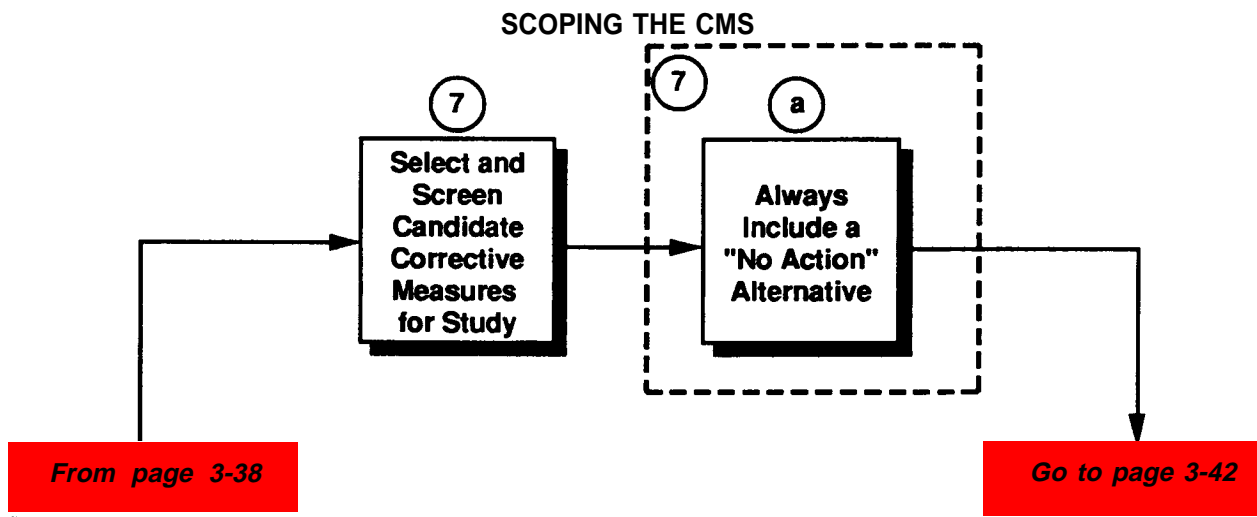 SCOPING THE CMS
7
Select and
Screen
Candidate
Corrective
Measures
for Study
7
a
Always
Include a
"No Action"
Alternative
From page 3-38
Go to page 3-42